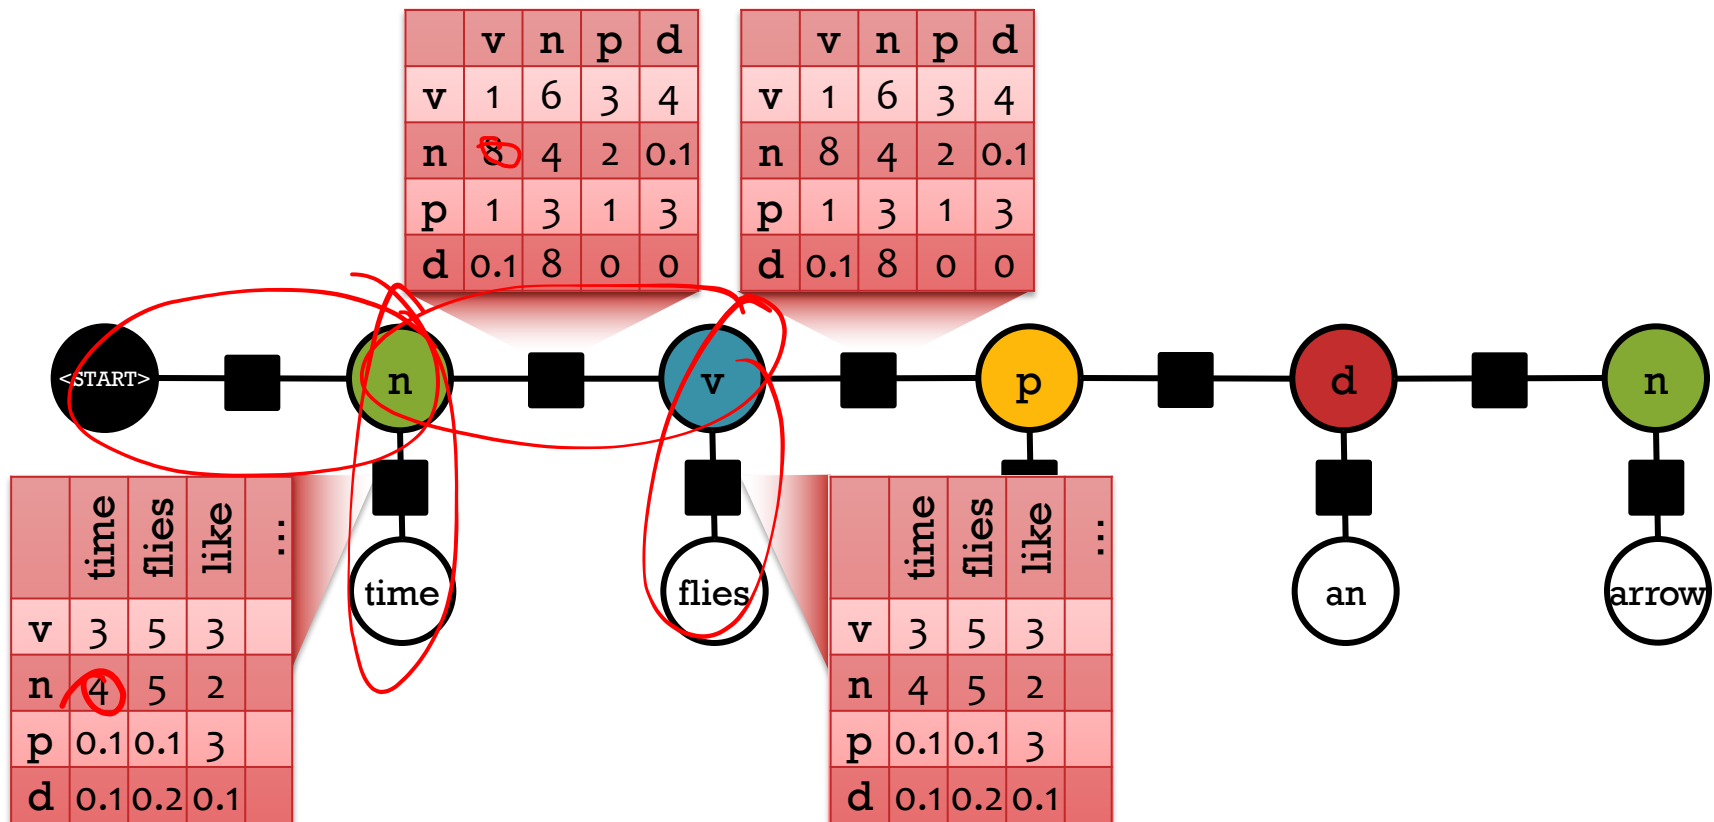 v n p d
v 1 6 3 4
n 8 4 2 0.1
p 1 3 1 3
d 0.1 8 0 0
v n p d
v 1 6 3 4
n 8 4 2 0.1
p 1 3 1 3
d 0.1 8 0 0
<START> n v p d n
time flies like ...
v 3 5 3
n 4 5 2
p 0.1 0.1 3
d 0.1 0.2 0.1
time flies
time flies like ...
v 3 5 3
n 4 5 2
p 0.1 0.1 3
d 0.1 0.2 0.1
an arrow